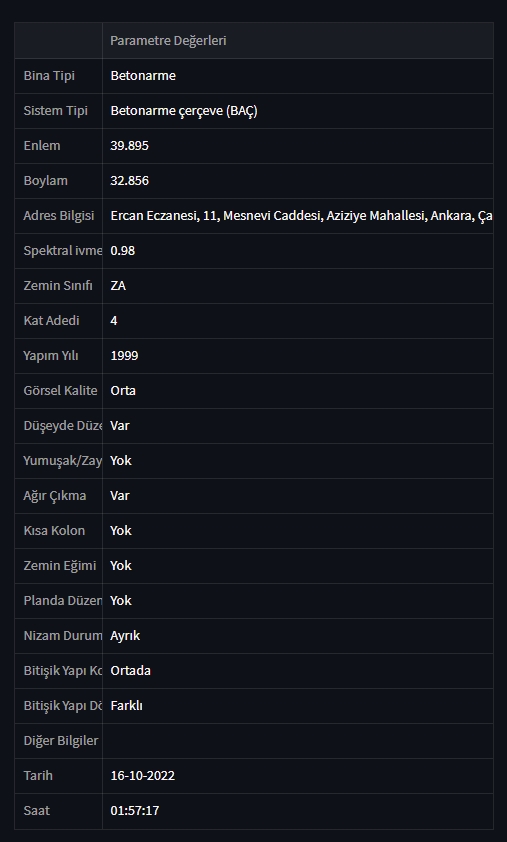 Parametre Değerleri
Bina Tipi Betonarme
Sistem Tipi Betonarme çerçeve (BAÇ)
Enlem 39.895
Boylam 32.856
Adres Bilgisi Ercan Eczanesi, 11, Mesnevi Caddesi, Aziziye Mahallesi, Ankara, Ça
Spektral ivme 0.98
Zemin Sınıfı ZA
Kat Adedi 4
Yapım Yılı 1999
Görsel Kalite Orta
Düşeyde Düze Var
Yumuşak/Zay Yok
Ağır Çıkma Var
Kısa Kolon Yok
Zemin Eğimi Yok
Planda Düzen Yok
Nizam Durum Ayrık
Bitişik Yapı Ko Ortada
Bitişik Yapı Dö Farklı
Diğer Bilgiler
Tarih 16-10-2022
Saat 01:57:17